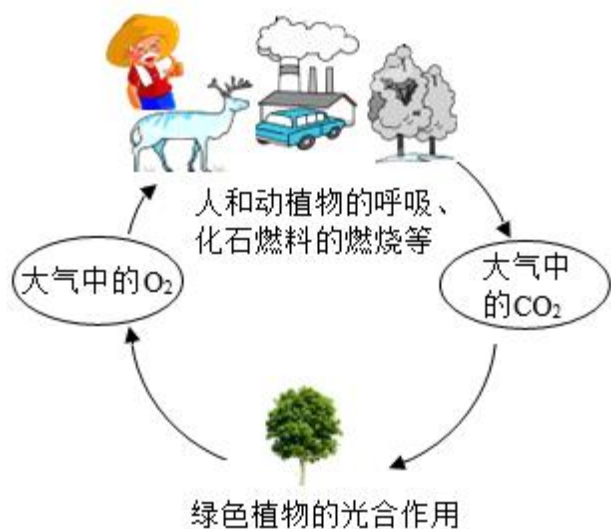 人和动植物的呼吸、
化石燃料的燃烧等
大气中的O₂
大气中
的CO₂
绿色植物的光合作用